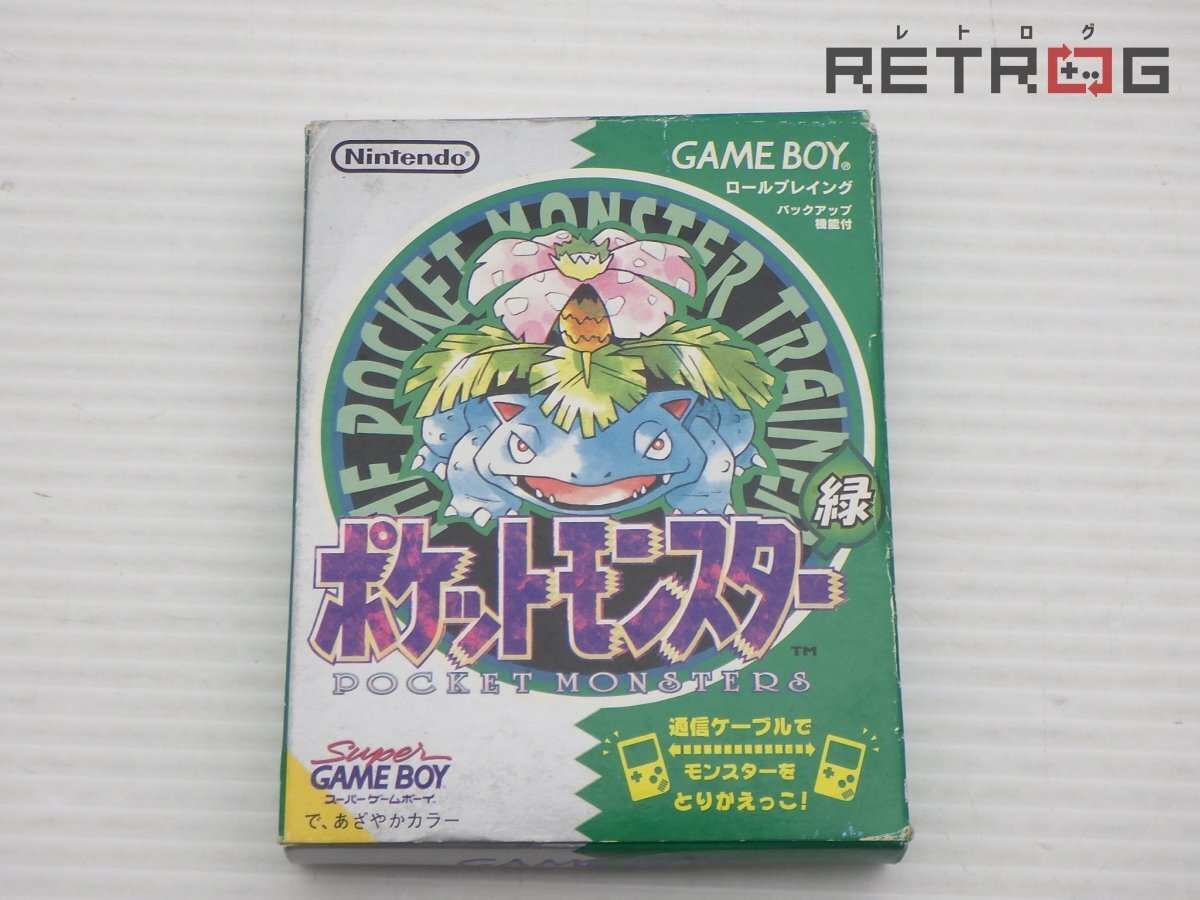 レトログ
RETROG
Nintendo®
GAME BOY®
ロールプレイング
バックアップ
機能付
THE POCKET MONSTER TRAINER
緑
ポケットモンスター
TM
POCKET MONSTERS
通信ケーブルで
モンスターを
とりかえっこ!
Super
GAME BOY
スーパーゲームボーイ
で、あざやかカラー
GAME BOY